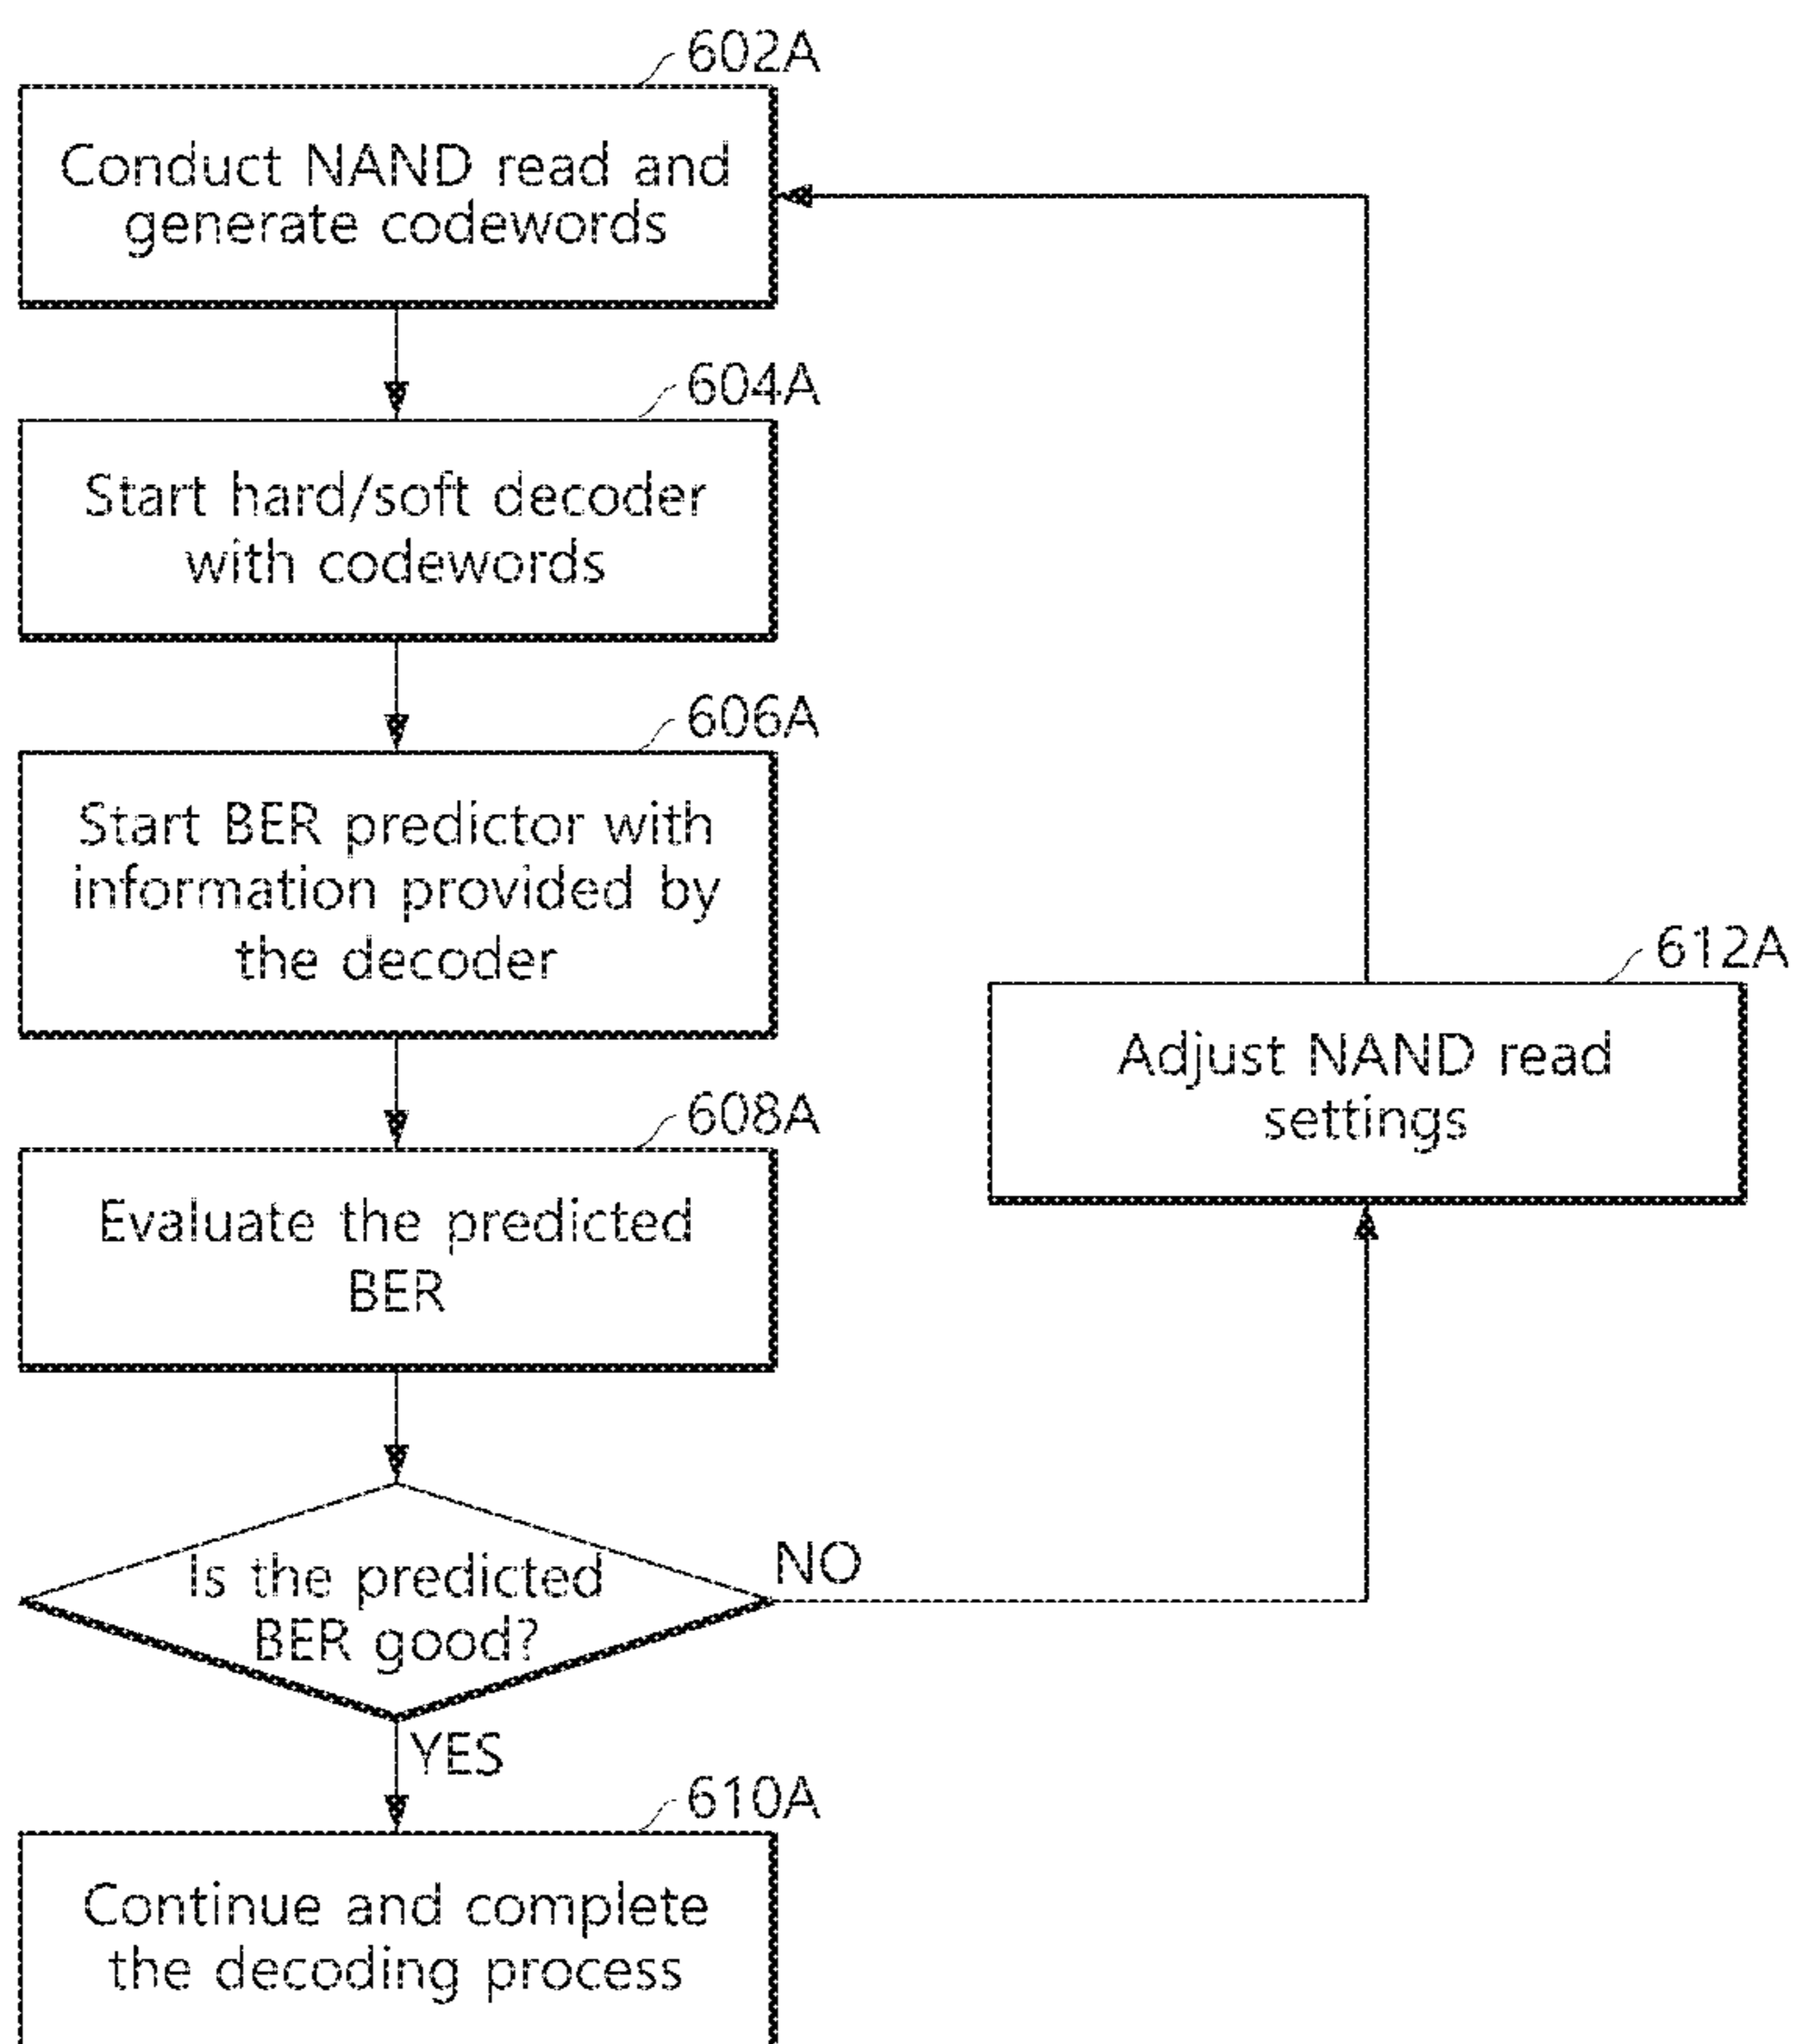 602A
Conduct NAND read and
generate codewords
604A
Start hard/soft decoder
with codewords
606A
Start BER predictor with
information provided by
the decoder
612A
Adjust NAND read
settings
608A
Evaluate the predicted
BER
Is the predicted
BER good?
NO
YES
610A
Continue and complete
the decoding process